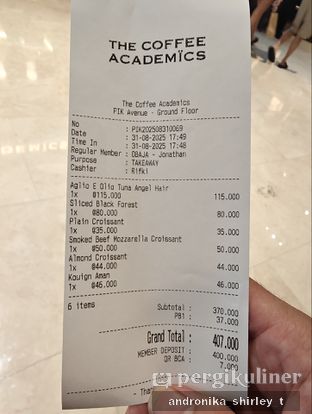 THE COFFEE
ACADEMÏCS
The Coffee Academics
PIK Avenue - Ground Floor
No : PIK202508310069
Date : 31-08-2025 17:49
Time In : 31-08-2025 17:48
Regular Member : OBAJA - Jonathan
Purpose : TAKEAWAY
Cashier : Rifki
Aglio E Olio Tuna Angel Hair
1x @115.000 115.000
Sliced Black Forest
1x @80.000 80.000
Plain Croissant
1x @35.000 35.000
Smoked Beef Mozzarella Croissant
1x @50.000 50.000
Almond Croissant
1x @44.000 44.000
Kouign Aman
1x @46.000 46.000
6 items Subtotal : 370.000
PB1 : 37.000
Grand Total : 407.000
MEMBER DEPOSIT : 400.000
QR BCA : 7.000
pergikuliner
andronika shirley t